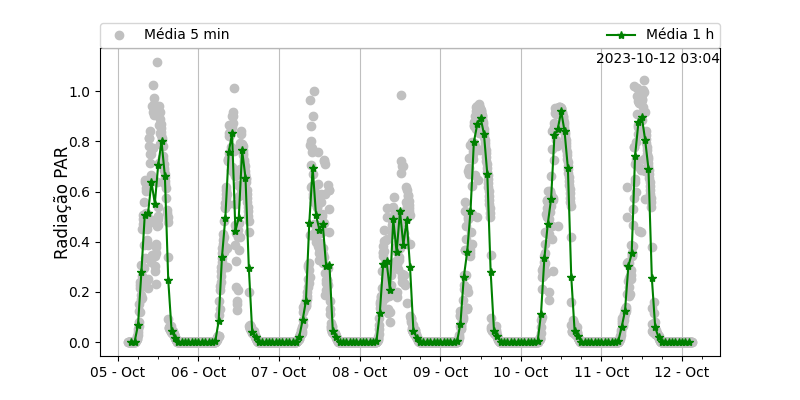 Média 5 min
Média 1 h
2023-10-12 03:04
Radiação PAR
1.0
0.8
0.6
0.4
0.2
0.0
05 - Oct 06 - Oct 07 - Oct 08 - Oct 09 - Oct 10 - Oct 11 - Oct 12 - Oct